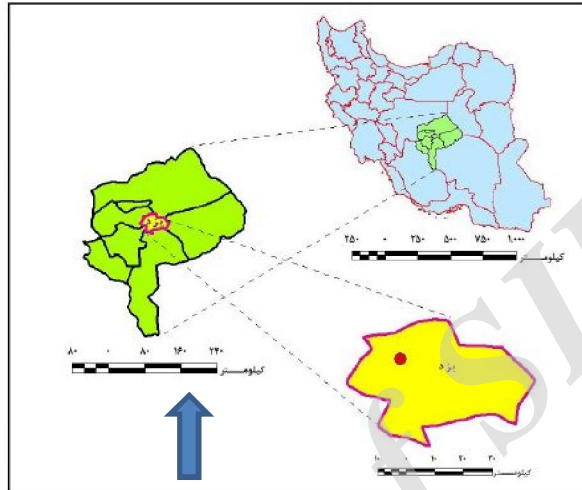 ۲۵۰ ۰ ۲۵۰ ۵۰۰ ۷۵۰ ۱,۰۰۰
کیلومتر
۸۰ ۰ ۸۰ ۱۶۰ ۲۴۰
کیلومتر
یزد
۱۰ ۰ ۱۰ ۲۰ ۳۰
کیلومتر